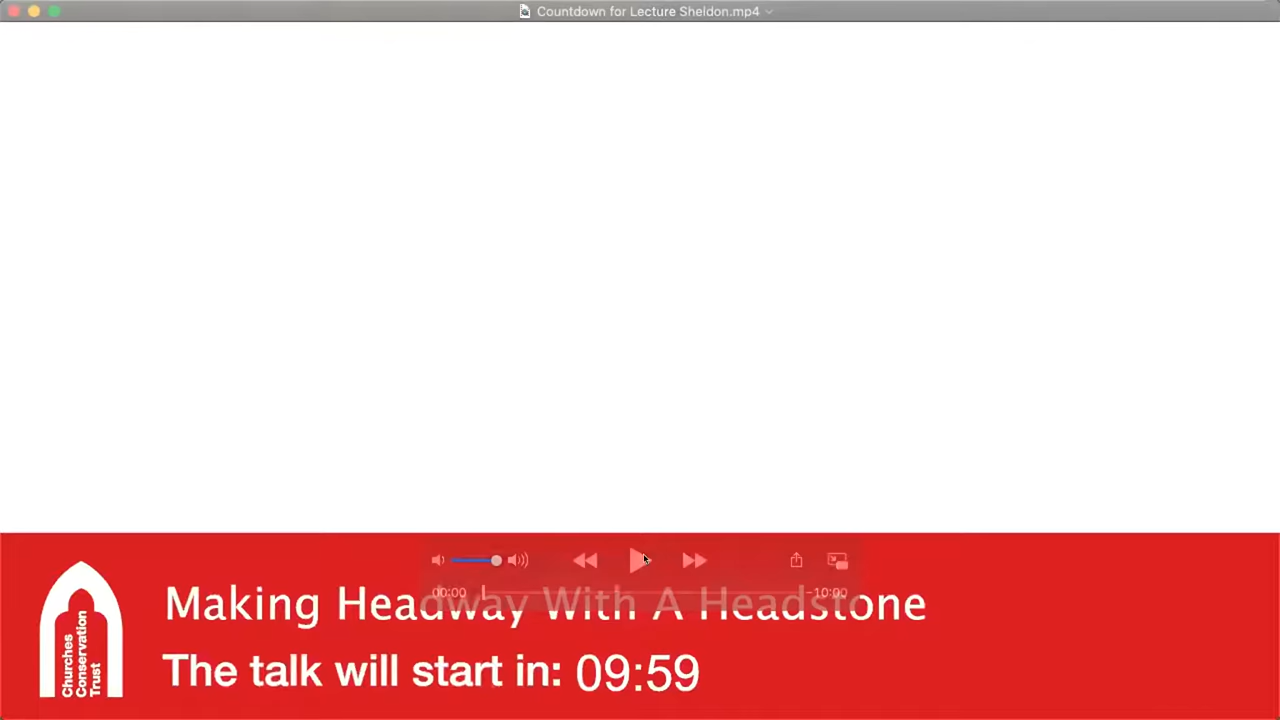 Countdown for Lecture Sheldon.mp4
00:00
-10:00
Making Headway With A Headstone
The talk will start in: 09:59
Churches
Conservation
Trust